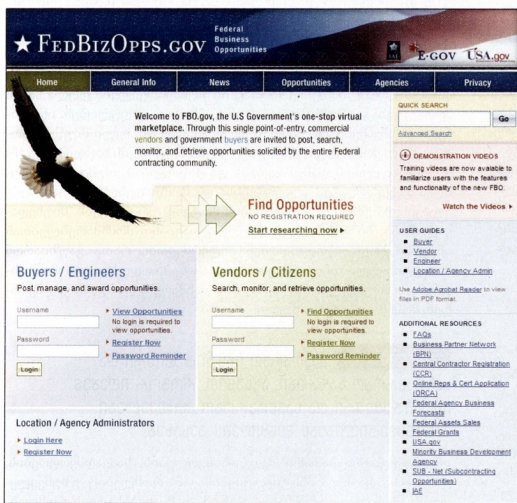 ★ FEDBIZOPPS.GOV
Federal
Business
Opportunities
IAE
E-GOV USA.gov
Home General Info News Opportunities Agencies Privacy
Welcome to FBO.gov, the U.S Government's one-stop virtual
marketplace. Through this single point-of-entry, commercial
vendors and government buyers are invited to post, search,
monitor, and retrieve opportunities solicited by the entire Federal
contracting community.
Find Opportunities
NO REGISTRATION REQUIRED
Start researching now
Buyers / Engineers
Post, manage, and award opportunities.
Username
Password
Login
View Opportunities
No login is required to
view opportunities.
Register Now
Password Reminder
Vendors / Citizens
Search, monitor, and retrieve opportunities.
Username
Password
Login
Find Opportunities
No login is required to
view opportunities.
Register Now
Password Reminder
Location / Agency Administrators
Login Here
Register Now
QUICK SEARCH
Go
Advanced Search
DEMONSTRATION VIDEOS
Training videos are now available to
familiarize users with the features
and functionality of the new FBO.
Watch the Videos
USER GUIDES
Buyer
Vendor
Engineer
Location / Agency Admin
Use Adobe Acrobat Reader to view
files in PDF format.
ADDITIONAL RESOURCES
FAQs
Business Partner Network
(BPN)
Central Contractor Registration
(CCR)
Online Reps & Cert Application
(ORCA)
Federal Agency Business
Forecasts
Federal Assets Sales
Federal Grants
USA.gov
Minority Business Development
Agency
SUB - Net (Subcontracting
Opportunities)
IAE